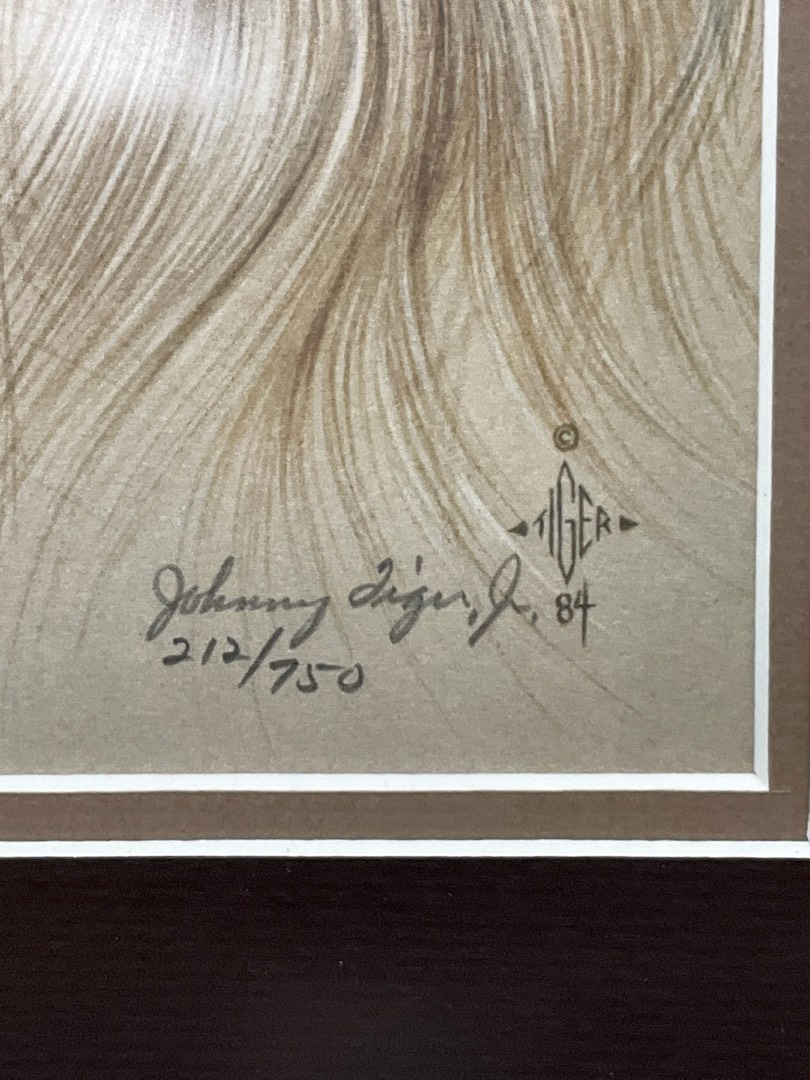 ©
TIGER
Johnny Tiger, Jr. 84
212/750